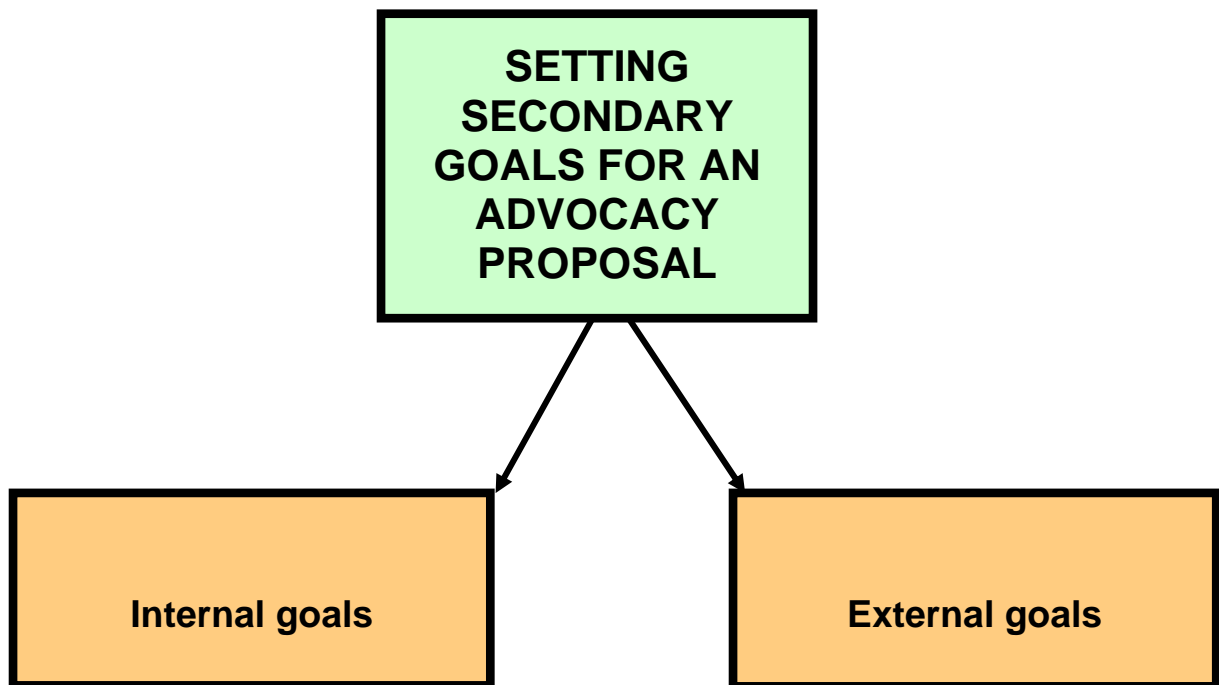 SETTING
SECONDARY
GOALS FOR AN
ADVOCACY
PROPOSAL
Internal goals
External goals